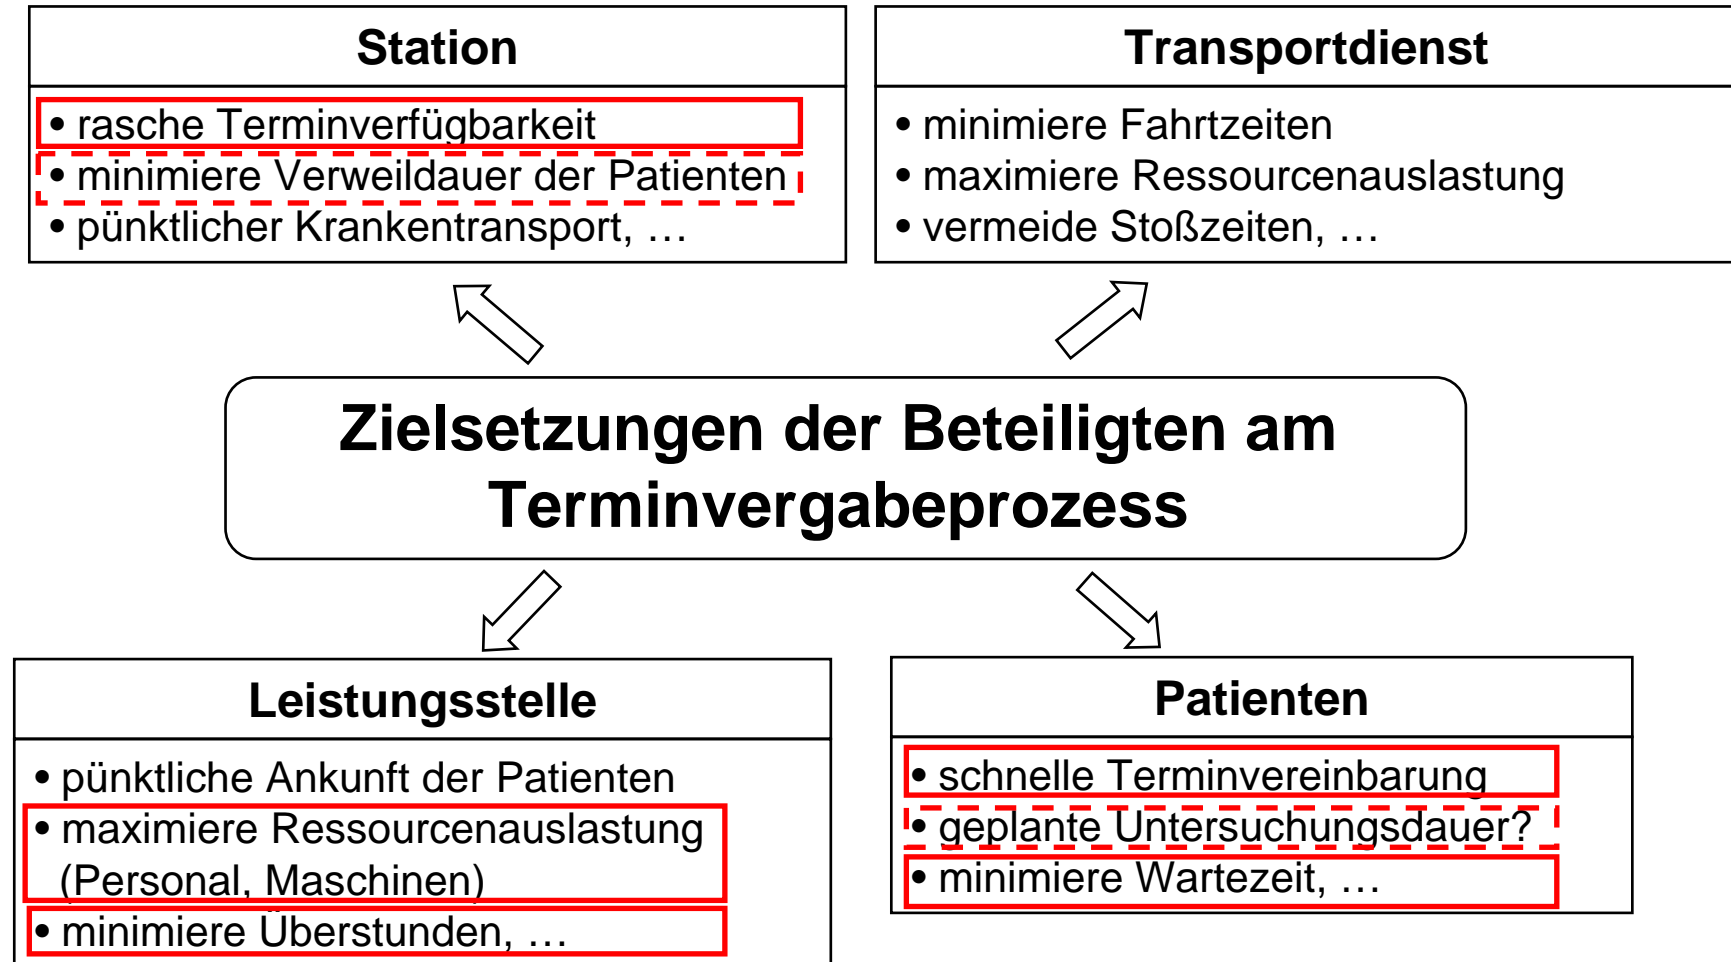 Station
• rasche Terminverfügbarkeit
• minimiere Verweildauer der Patienten
• pünktlicher Krankentransport, …
Transportdienst
• minimiere Fahrtzeiten
• maximiere Ressourcenauslastung
• vermeide Stoßzeiten, …
Zielsetzungen der Beteiligten am
Terminvergabeprozess
Leistungsstelle
• pünktliche Ankunft der Patienten
• maximiere Ressourcenauslastung
(Personal, Maschinen)
• minimiere Überstunden, …
Patienten
• schnelle Terminvereinbarung
• geplante Untersuchungsdauer?
• minimiere Wartezeit, …